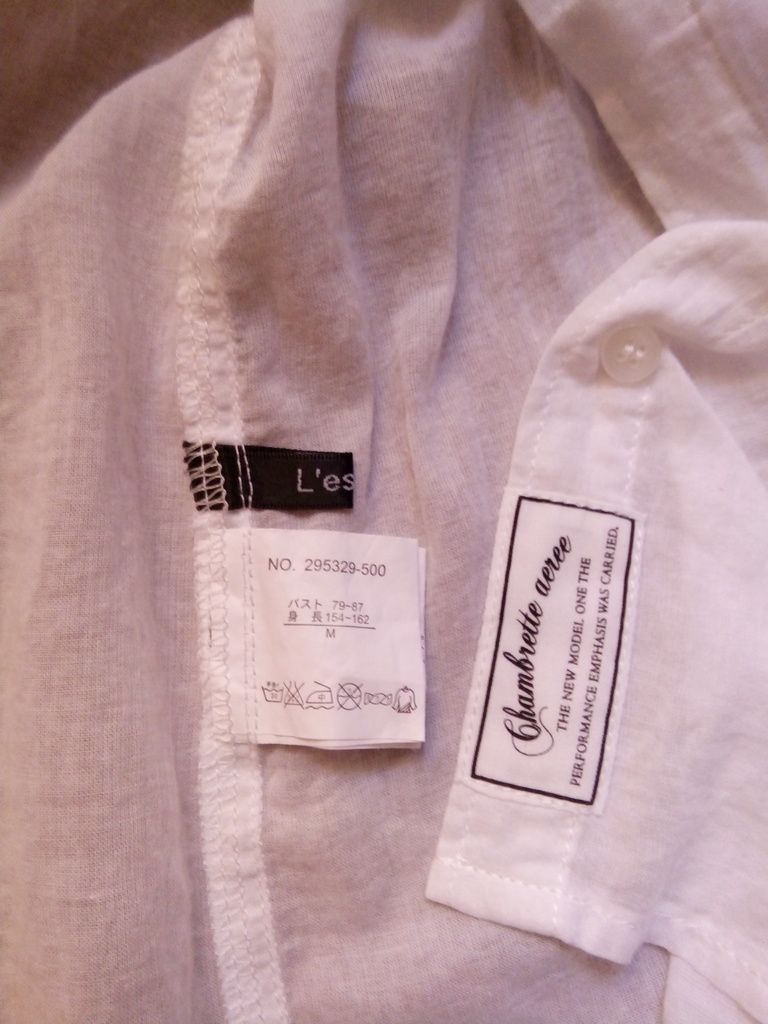 L'es
NO. 295329-500
バスト 79~87
身 長 154~162
M
Chambrette aeree
THE NEW MODEL ONE THE
PERFORMANCE EMPHASIS WAS CARRIED.